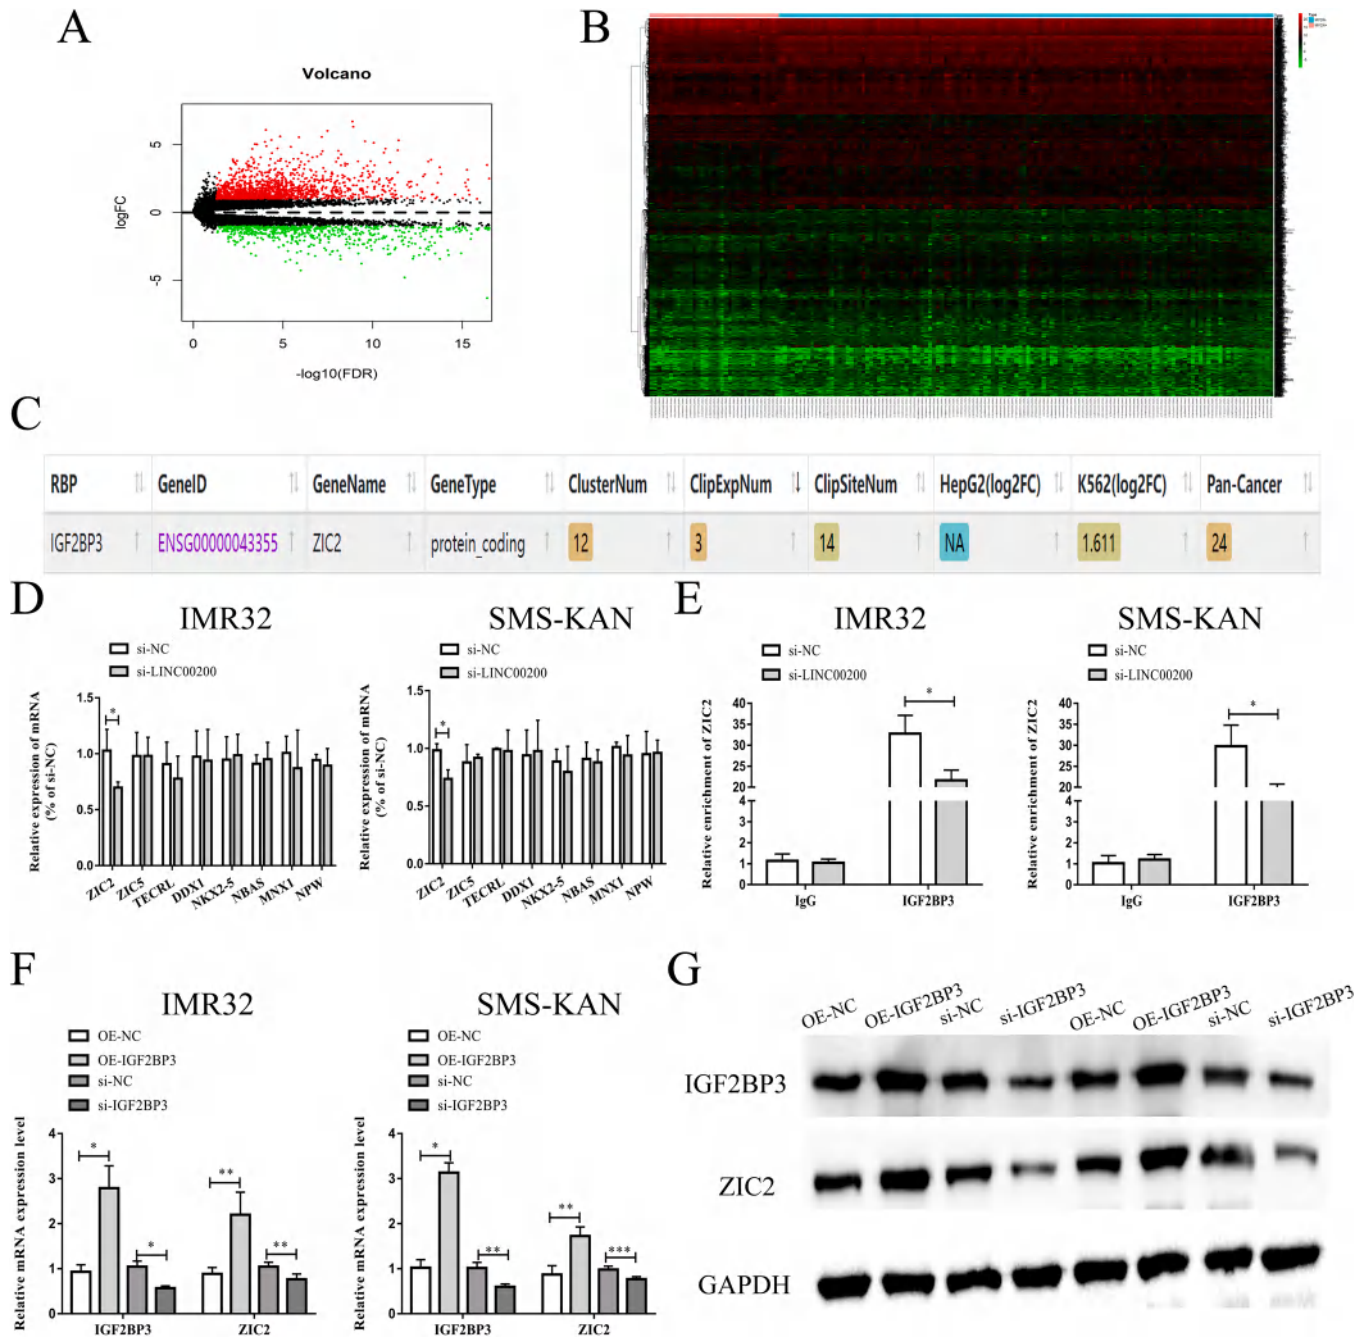 A
Volcano
logFC
5
0
-5
0
5
10
15
-log10(FDR)
B
C
RBP GeneID GeneName GeneType ClusterNum ClipExpNum ClipSiteNum HepG2(log2FC) K562(log2FC) Pan-Cancer
IGF2BP3 ENSG00000043355 ZIC2 protein_coding 12 3 14 NA 1.611 24
D
IMR32
si-NC
si-LINC00200
Relative expression of mRNA
(% of si-NC)
1.5
1.0
0.5
0.0
*
ZIC2 ZIC5 TECRL DDX1 NKX2-5 NBAS MNX1 NPW
SMS-KAN
si-NC
si-LINC00200
Relative expression of mRNA
(% of si-NC)
1.5
1.0
0.5
0.0
*
ZIC2 ZIC5 TECRL DDX1 NKX2-5 NBAS MNX1 NPW
E
IMR32
si-NC
si-LINC00200
Relative enrichment of ZIC2
40
35
30
25
20
4
3
2
1
0
*
IgG IGF2BP3
SMS-KAN
si-NC
si-LINC00200
Relative enrichment of ZIC2
40
35
30
25
20
4
3
2
1
0
*
IgG IGF2BP3
F
IMR32
OE-NC
OE-IGF2BP3
si-NC
si-IGF2BP3
Relative mRNA expression level
4
3
2
1
0
* * ** **
IGF2BP3 ZIC2
SMS-KAN
OE-NC
OE-IGF2BP3
si-NC
si-IGF2BP3
Relative mRNA expression level
4
3
2
1
0
* ** ** ***
IGF2BP3 ZIC2
G
OE-NC OE-IGF2BP3 si-NC si-IGF2BP3 OE-NC OE-IGF2BP3 si-NC si-IGF2BP3
IGF2BP3
ZIC2
GAPDH